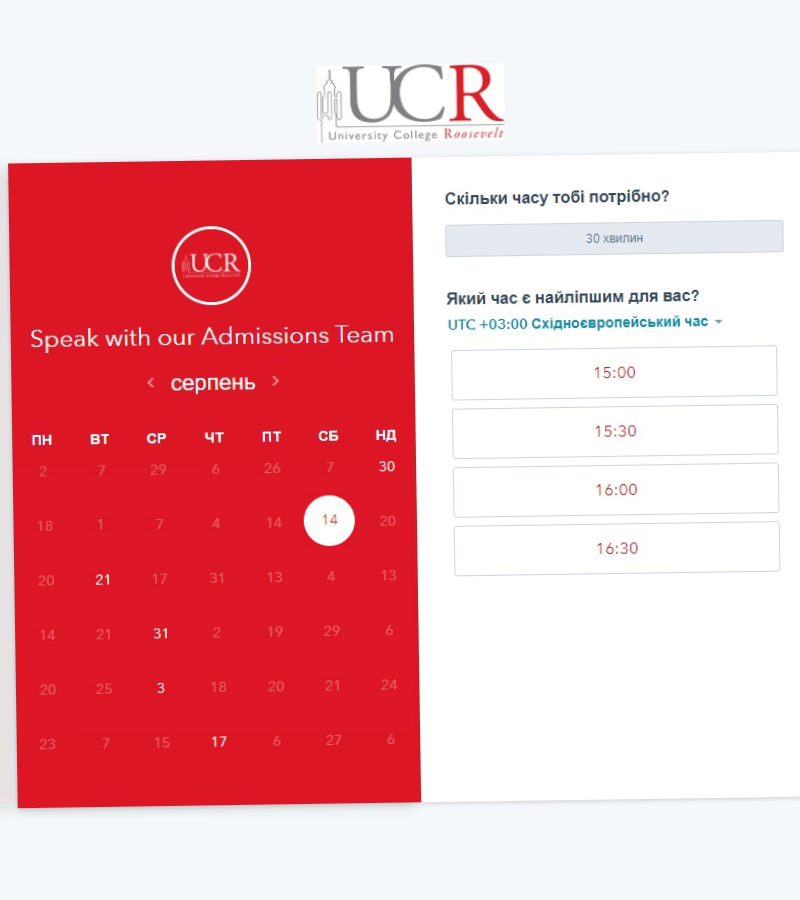 UCR
University College Roosevelt
UCR
Speak with our Admissions Team
серпень
ПН ВТ СР ЧТ ПТ СБ НД
2 7 29 6 26 7 30
18 1 7 4 14 14 20
20 21 17 31 13 4 13
14 21 31 2 19 29 6
20 25 3 18 20 21 24
23 7 15 17 6 27 6
Скільки часу тобі потрібно?
30 хвилин
Який час є найліпшим для вас?
UTC +03:00 Східноєвропейський час
15:00
15:30
16:00
16:30